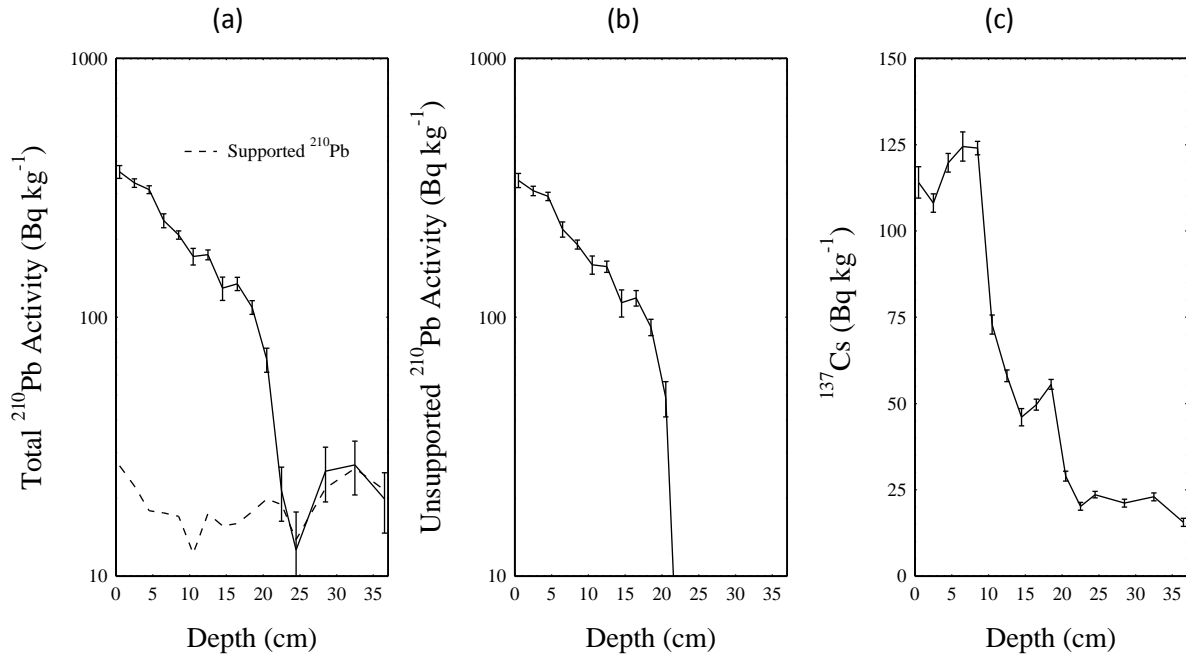 (a)
(b)
(c)
Total ²¹⁰Pb Activity (Bq kg⁻¹)
1000
100
10
Supported ²¹⁰Pb
0 5 10 15 20 25 30 35
Depth (cm)
Unsupported ²¹⁰Pb Activity (Bq kg⁻¹)
1000
100
10
0 5 10 15 20 25 30 35
Depth (cm)
¹³⁷Cs (Bq kg⁻¹)
150
125
100
75
50
25
0
0 5 10 15 20 25 30 35
Depth (cm)